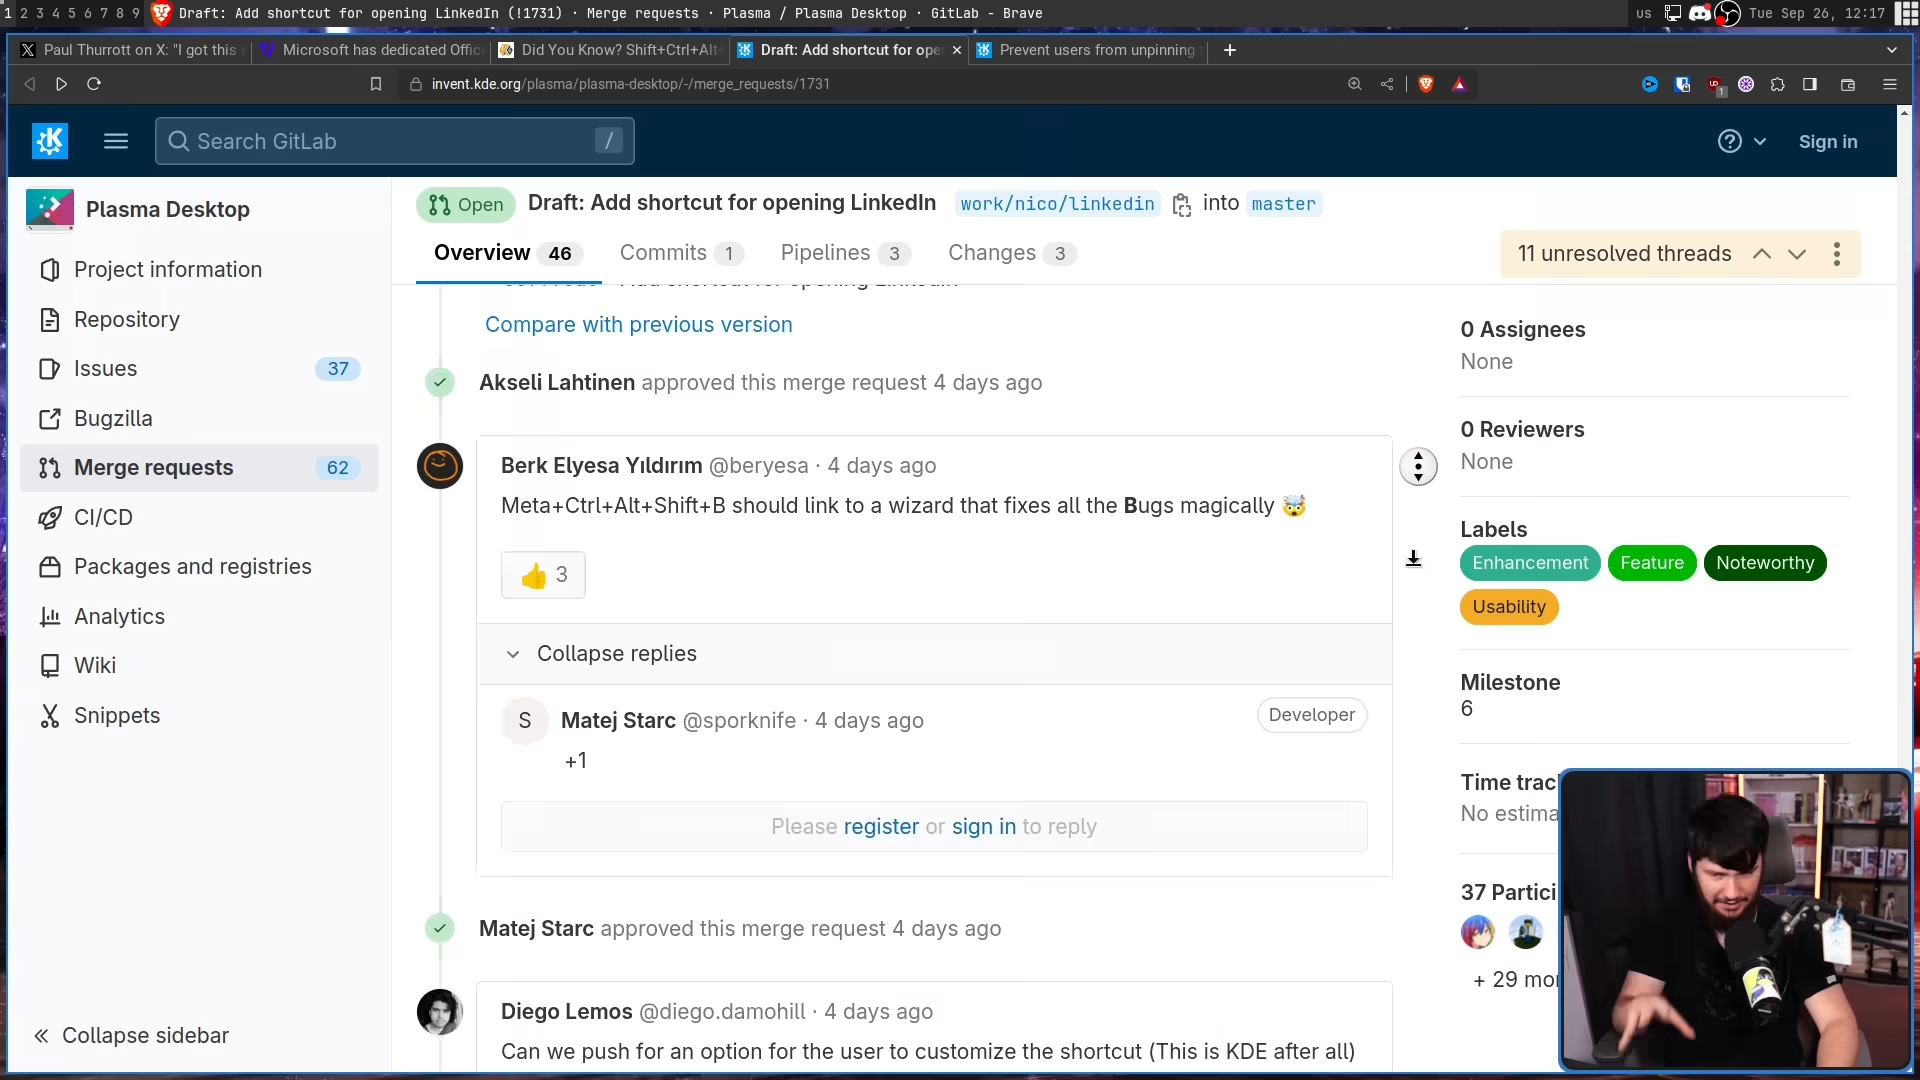 1 2 3 4 5 6 7 8 9 Draft: Add shortcut for opening LinkedIn (!1731) · Merge requests · Plasma / Plasma Desktop · GitLab - Brave
us Tue Sep 26, 12:17
Paul Thurrott on X: "I got this
Microsoft has dedicated Offic
Did You Know? Shift+Ctrl+Alt
Draft: Add shortcut for ope
Prevent users from unpinning
invent.kde.org/plasma/plasma-desktop/-/merge_requests/1731
Search GitLab /
Sign in
Plasma Desktop
Project information
Repository
Issues 37
Bugzilla
Merge requests 62
CI/CD
Packages and registries
Analytics
Wiki
Snippets
Collapse sidebar
Open Draft: Add shortcut for opening LinkedIn work/nico/linkedin into master
Overview 46 Commits 1 Pipelines 3 Changes 3
11 unresolved threads
Compare with previous version
Akseli Lahtinen approved this merge request 4 days ago
Berk Elyesa Yıldırım @beryesa · 4 days ago
Meta+Ctrl+Alt+Shift+B should link to a wizard that fixes all the Bugs magically 🤯
👍 3
Collapse replies
S Matej Starc @sporknife · 4 days ago Developer
+1
Please register or sign in to reply
Matej Starc approved this merge request 4 days ago
Diego Lemos @diego.damohill · 4 days ago
Can we push for an option for the user to customize the shortcut (This is KDE after all)
0 Assignees
None
0 Reviewers
None
Labels
Enhancement Feature Noteworthy
Usability
Milestone
6
Time trac
No estima
37 Partici
+ 29 mor